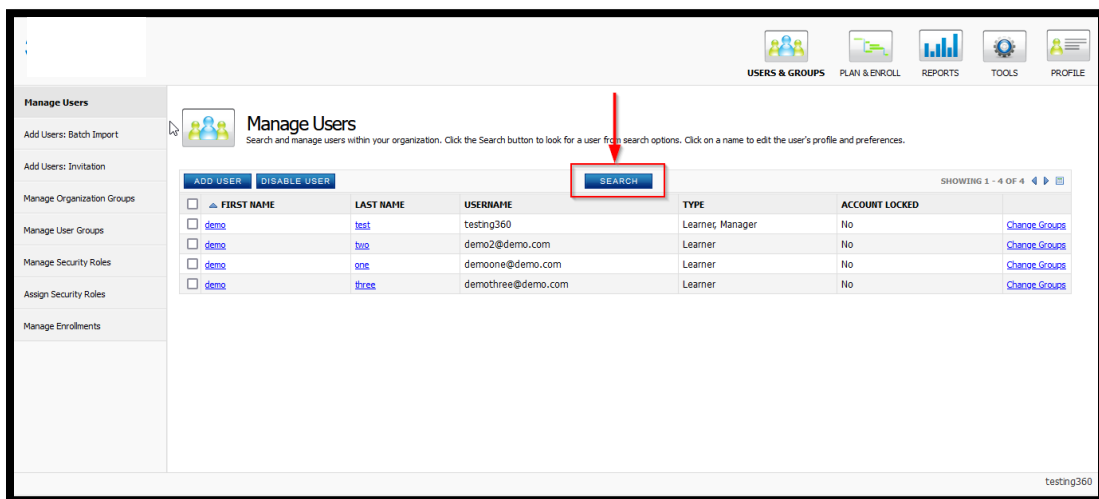 USERS & GROUPS PLAN & ENROLL REPORTS TOOLS PROFILE
Manage Users
Add Users: Batch Import
Add Users: Invitation
Manage Organization Groups
Manage User Groups
Manage Security Roles
Assign Security Roles
Manage Enrollments
Manage Users
Search and manage users within your organization. Click the Search button to look for a user from search options. Click on a name to edit the user's profile and preferences.
ADD USER DISABLE USER SEARCH SHOWING 1 - 4 OF 4
FIRST NAME LAST NAME USERNAME TYPE ACCOUNT LOCKED
demo test testing360 Learner, Manager No Change Groups
demo two demo2@demo.com Learner No Change Groups
demo one demoone@demo.com Learner No Change Groups
demo three demothree@demo.com Learner No Change Groups
testing360